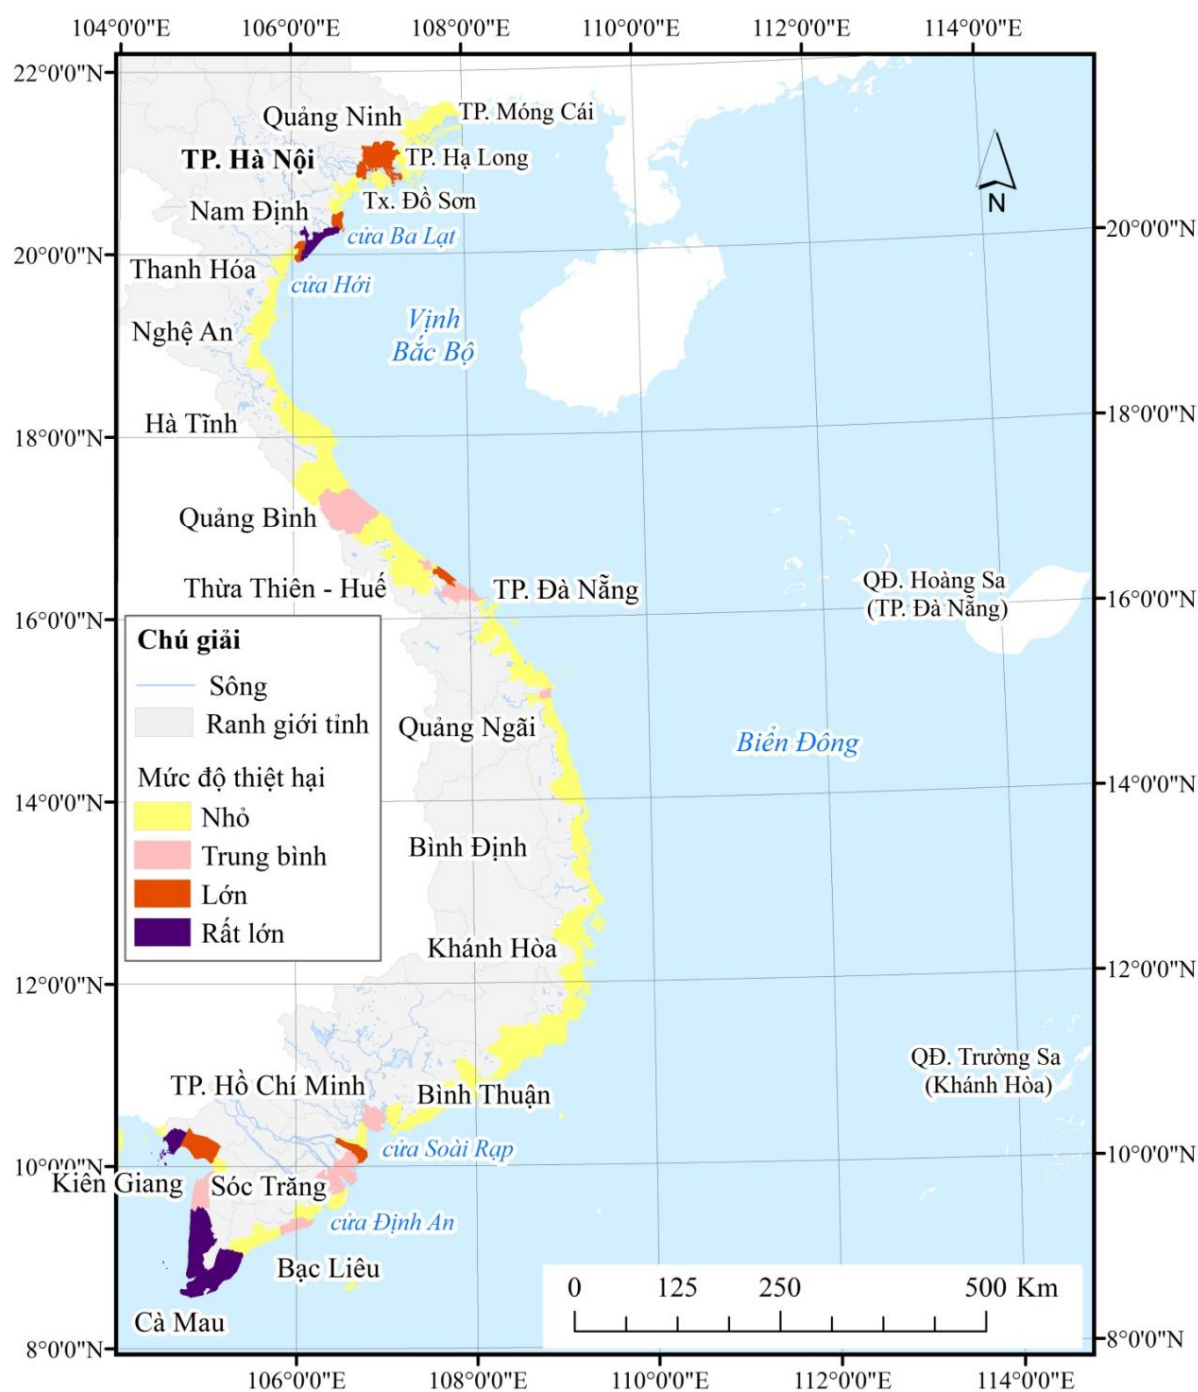 104°0'0"E 106°0'0"E 108°0'0"E 110°0'0"E 112°0'0"E 114°0'0"E
22°0'0"N
Quảng Ninh
TP. Móng Cái
TP. Hà Nội
TP. Hạ Long
Tx. Đồ Sơn
N
Nam Định
cửa Ba Lạt
20°0'0"N
20°0'0"N
Thanh Hóa
cửa Hới
Vịnh
Bắc Bộ
Nghệ An
Hà Tĩnh
18°0'0"N
18°0'0"N
Quảng Bình
Thừa Thiên - Huế
TP. Đà Nẵng
QĐ. Hoàng Sa
(TP. Đà Nẵng)
16°0'0"N
16°0'0"N
Chú giải
Sông
Ranh giới tỉnh
Mức độ thiệt hại
Nhỏ
Trung bình
Lớn
Rất lớn
Quảng Ngãi
Biển Đông
14°0'0"N
14°0'0"N
Bình Định
Khánh Hòa
12°0'0"N
12°0'0"N
QĐ. Trường Sa
(Khánh Hòa)
TP. Hồ Chí Minh
Bình Thuận
cửa Soài Rạp
10°0'0"N
10°0'0"N
Kiên Giang
Sóc Trăng
cửa Định An
Bạc Liêu
Cà Mau
0 125 250 500 Km
8°0'0"N
8°0'0"N
106°0'0"E 108°0'0"E 110°0'0"E 112°0'0"E 114°0'0"E